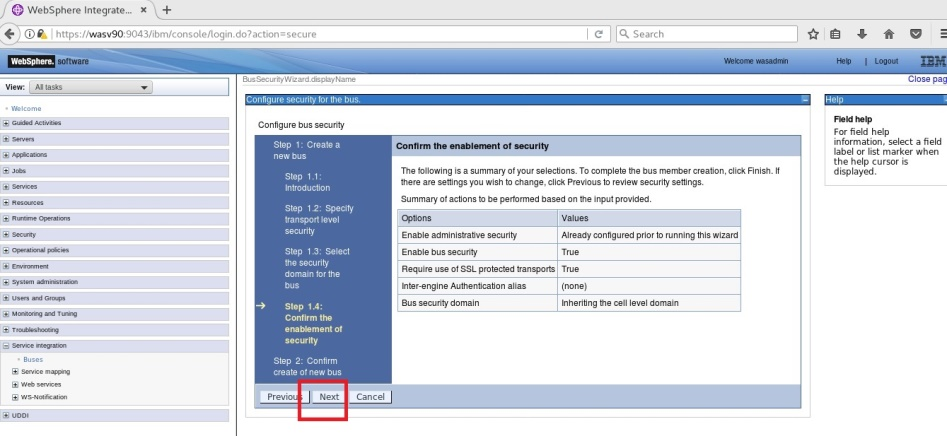 WebSphere Integrate...
https://wasv90:9043/ibm/console/login.do?action=secure
Search
WebSphere. software
Welcome wasadmin
Help | Logout
IBM
View: All tasks
Welcome
Guided Activities
Servers
Applications
Jobs
Services
Resources
Runtime Operations
Security
Operational policies
Environment
System administration
Users and Groups
Monitoring and Tuning
Troubleshooting
Service integration
Buses
Service mapping
Web services
WS-Notification
UDDI
BusSecurityWizard.displayName
Close pag
Configure security for the bus.
Configure bus security
Step 1: Create a
new bus
Step 1.1:
Introduction
Step 1.2: Specify
transport level
security
Step 1.3: Select
the security
domain for the
bus
Step 1.4:
Confirm the
enablement of
security
Step 2: Confirm
create of new bus
Confirm the enablement of security
The following is a summary of your selections. To complete the bus member creation, click Finish. If
there are settings you wish to change, click Previous to review security settings.
Summary of actions to be performed based on the input provided.
Options Values
Enable administrative security Already configured prior to running this wizard
Enable bus security True
Require use of SSL protected transports True
Inter-engine Authentication alias (none)
Bus security domain Inheriting the cell level domain
Previous Next Cancel
Help
Field help
For field help
information, select a field
label or list marker when
the help cursor is
displayed.